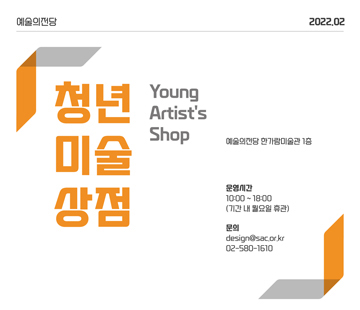 예술의전당
2022.02
청년
미술
상점
Young
Artist's
Shop
예술의전당 한가람미술관 1층
운영시간
10:00 ~ 18:00
(기간 내 월요일 휴관)
문의
design@sac.or.kr
02-580-1610